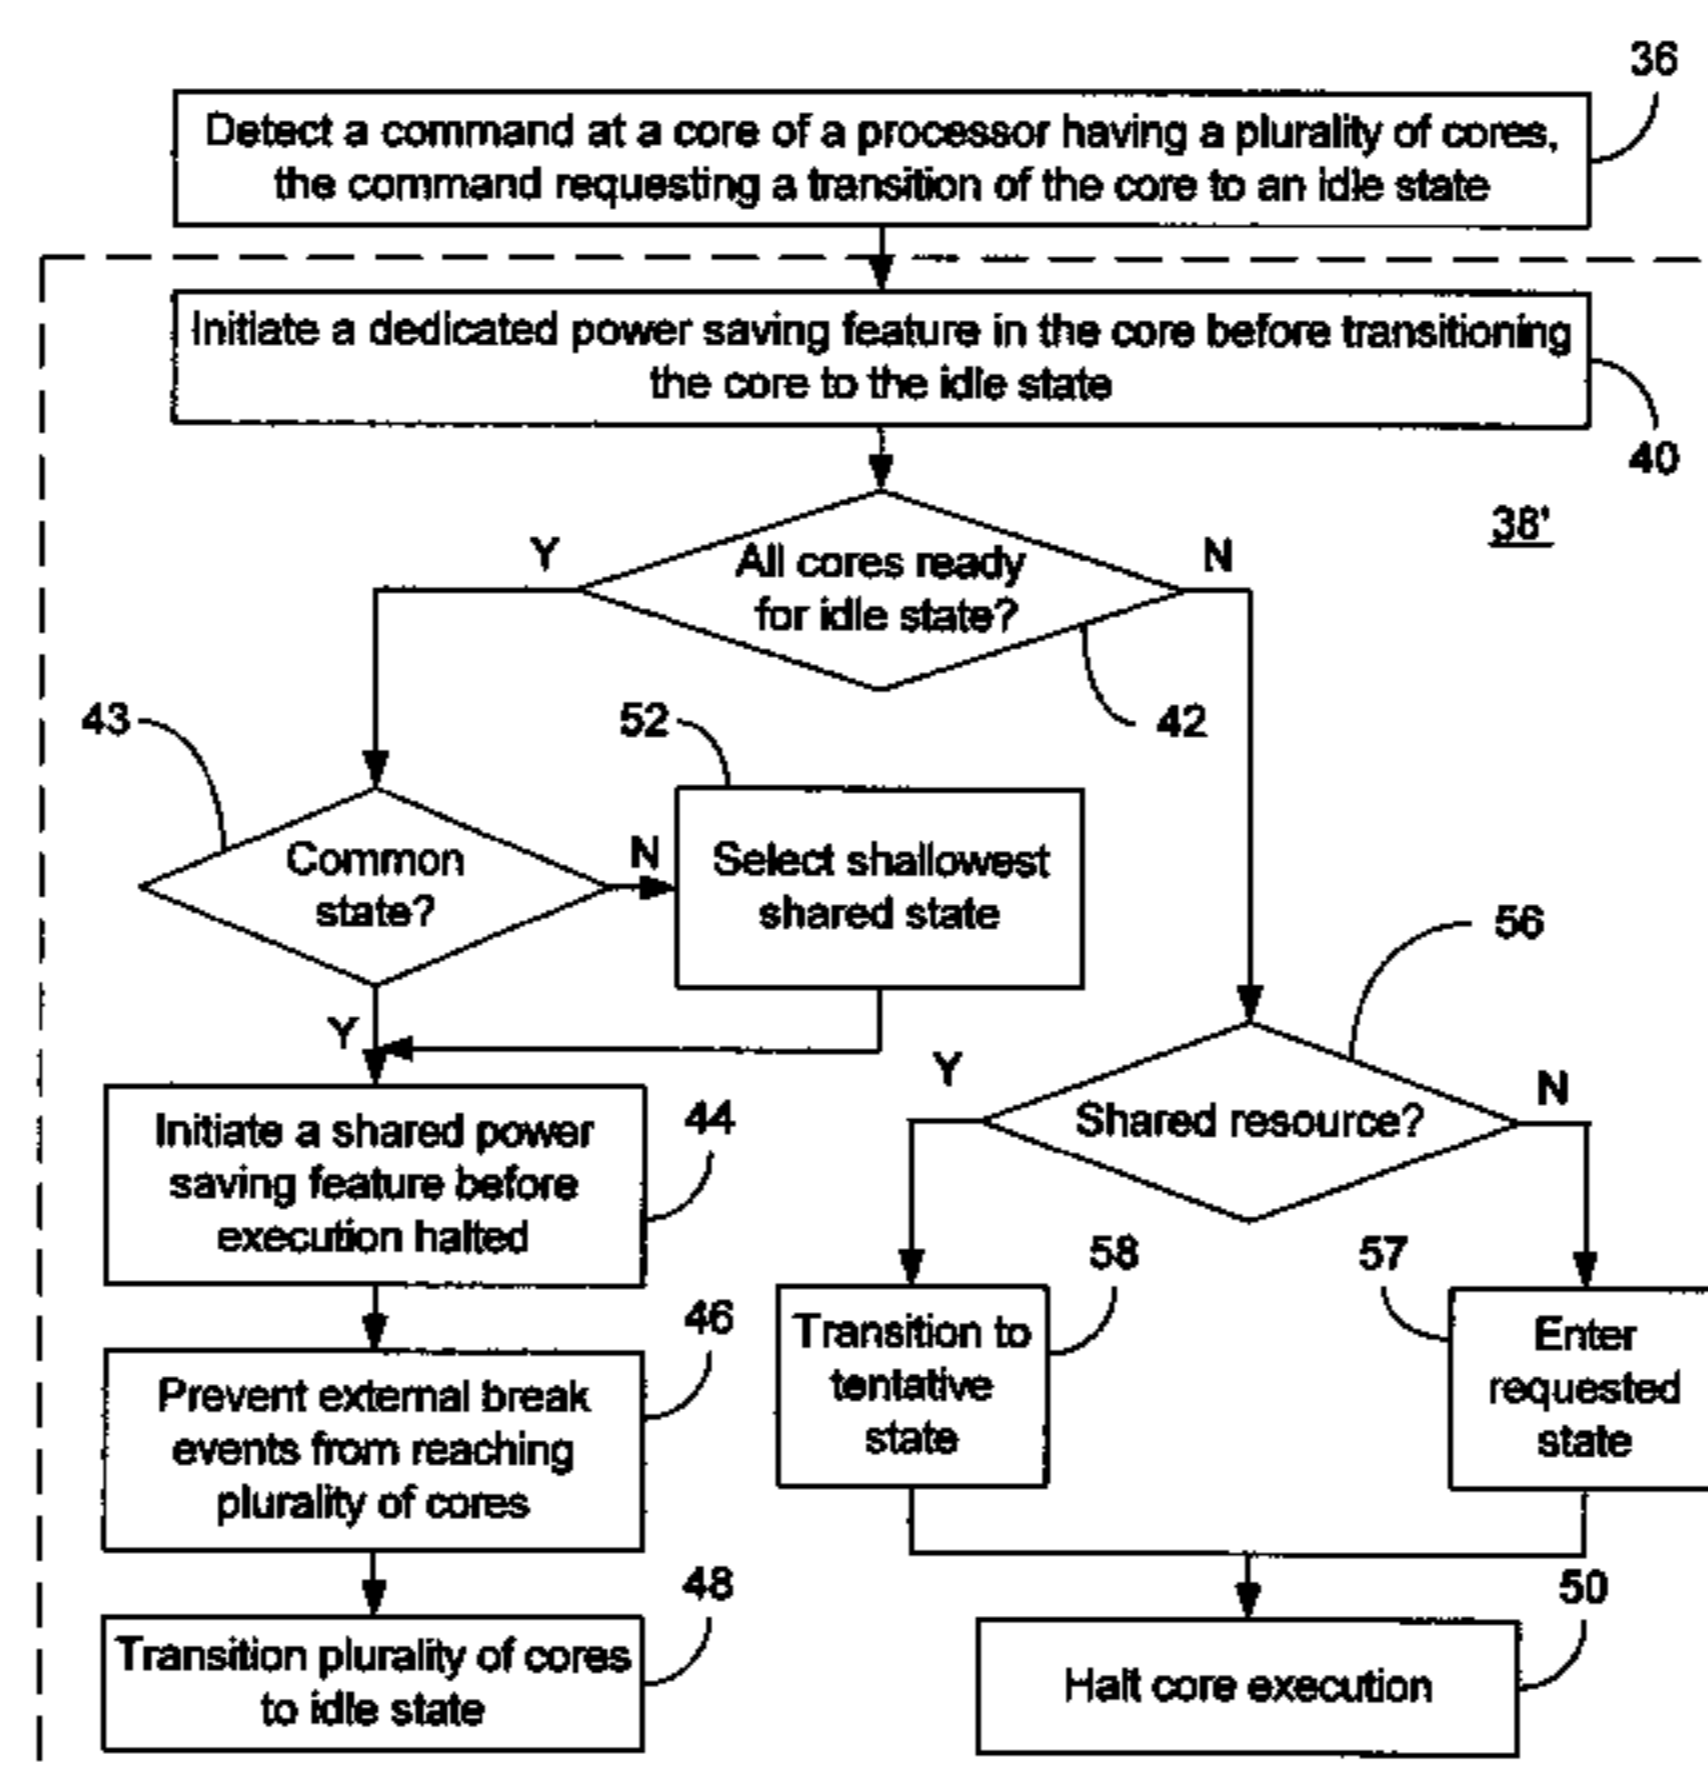 36
Detect a command at a core of a processor having a plurality of cores,
the command requesting a transition of the core to an idle state
Initiate a dedicated power saving feature in the core before transitioning
the core to the idle state
40
38'
Y
All cores ready
for idle state?
N
42
43
52
Common
state?
N
Select shallowest
shared state
56
Y
Y
Shared resource?
N
Initiate a shared power
saving feature before
execution halted
44
58
57
Prevent external break
events from reaching
plurality of cores
46
Transition to
tentative
state
Enter
requested
state
Transition plurality of cores
to idle state
48
Halt core execution
50